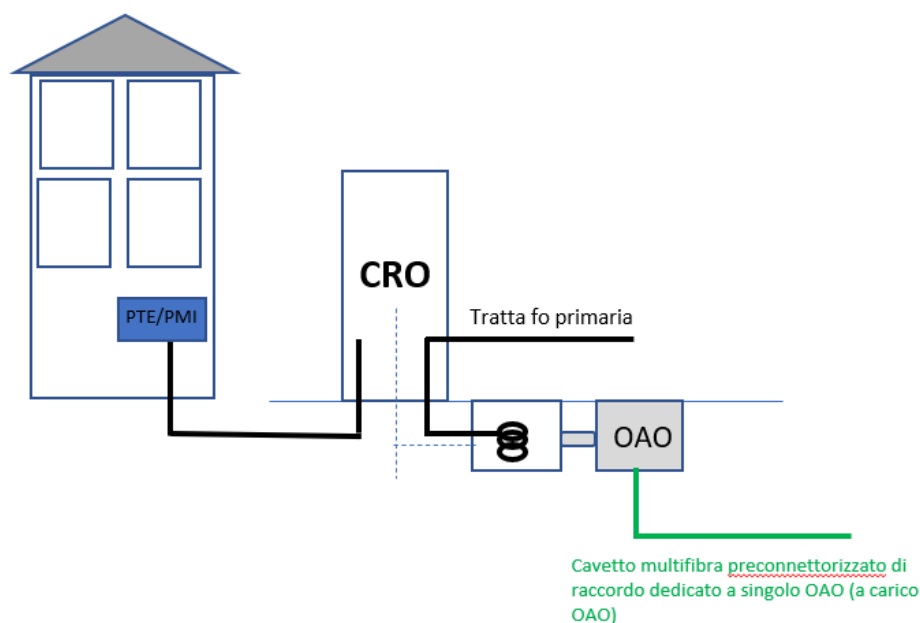 CRO
PTE/PMI
Tratta fo primaria
OAO
Cavetto multifibra preconnettorizzato di
raccordo dedicato a singolo OAO (a carico
OAO)